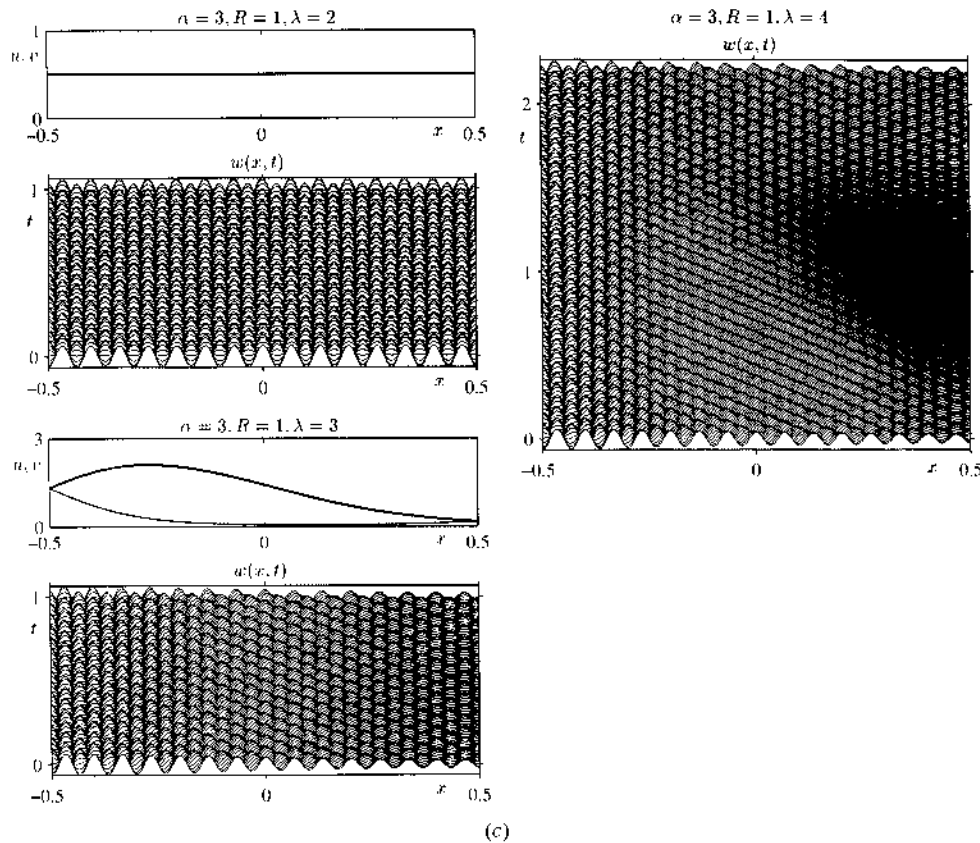 α = 3, R = 1, λ = 2
1
u, v
0
−0.5 0 x 0.5
w(x, t)
1
t
0
−0.5 0 x 0.5
α = 3, R = 1, λ = 3
3
u, v
0
−0.5 0 x 0.5
w(x, t)
1
t
0
−0.5 0 x 0.5
α = 3, R = 1, λ = 4
w(x, t)
2
t
1
0
−0.5 0 x 0.5
(c)